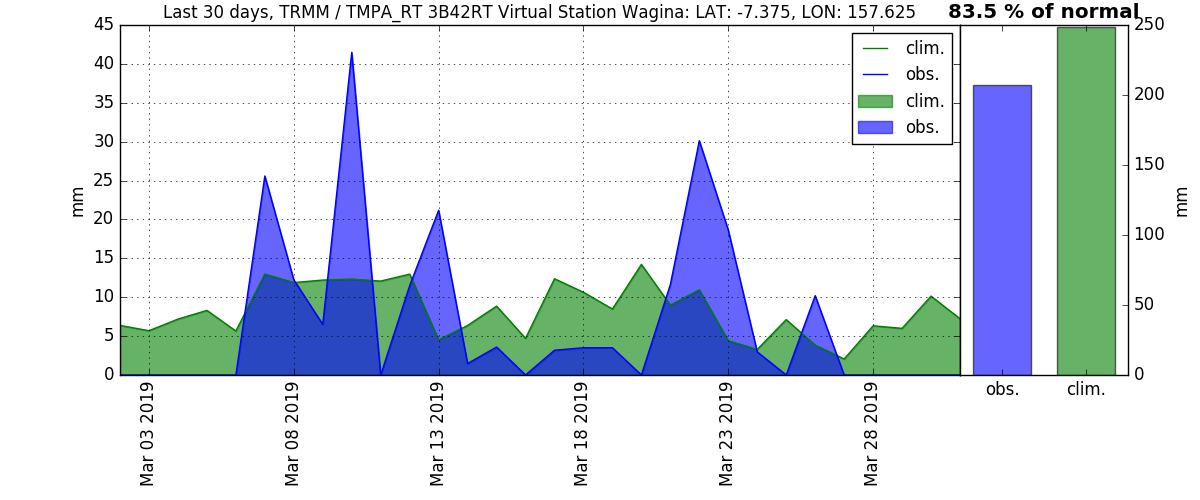 Last 30 days, TRMM / TMPA_RT 3B42RT Virtual Station Wagina: LAT: -7.375, LON: 157.625
83.5 % of normal
45
40
35
30
25
20
15
10
5
0
mm
clim.
obs.
clim.
obs.
Mar 03 2019
Mar 08 2019
Mar 13 2019
Mar 18 2019
Mar 23 2019
Mar 28 2019
250
200
150
100
50
0
mm
obs.
clim.